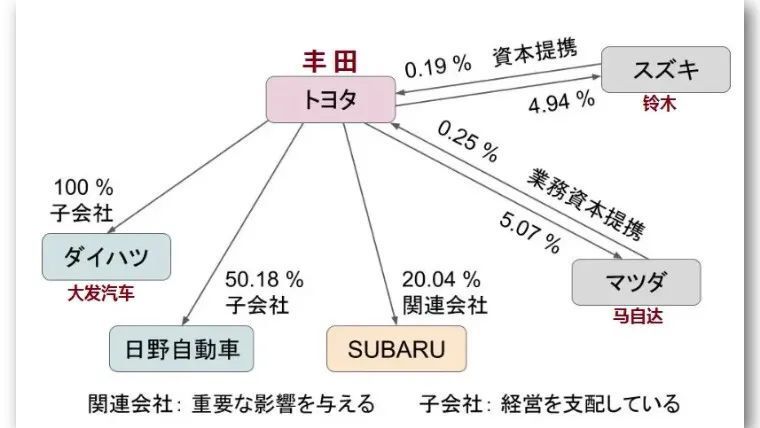 丰田
トヨタ
0.19 %
資本提携
4.94 %
スズキ
铃木
0.25 %
業務資本提携
5.07 %
マツダ
马自达
100 %
子会社
ダイハツ
大发汽车
50.18 %
子会社
日野自動車
20.04 %
関連会社
SUBARU
関連会社： 重要な影響を与える　　子会社： 経営を支配している